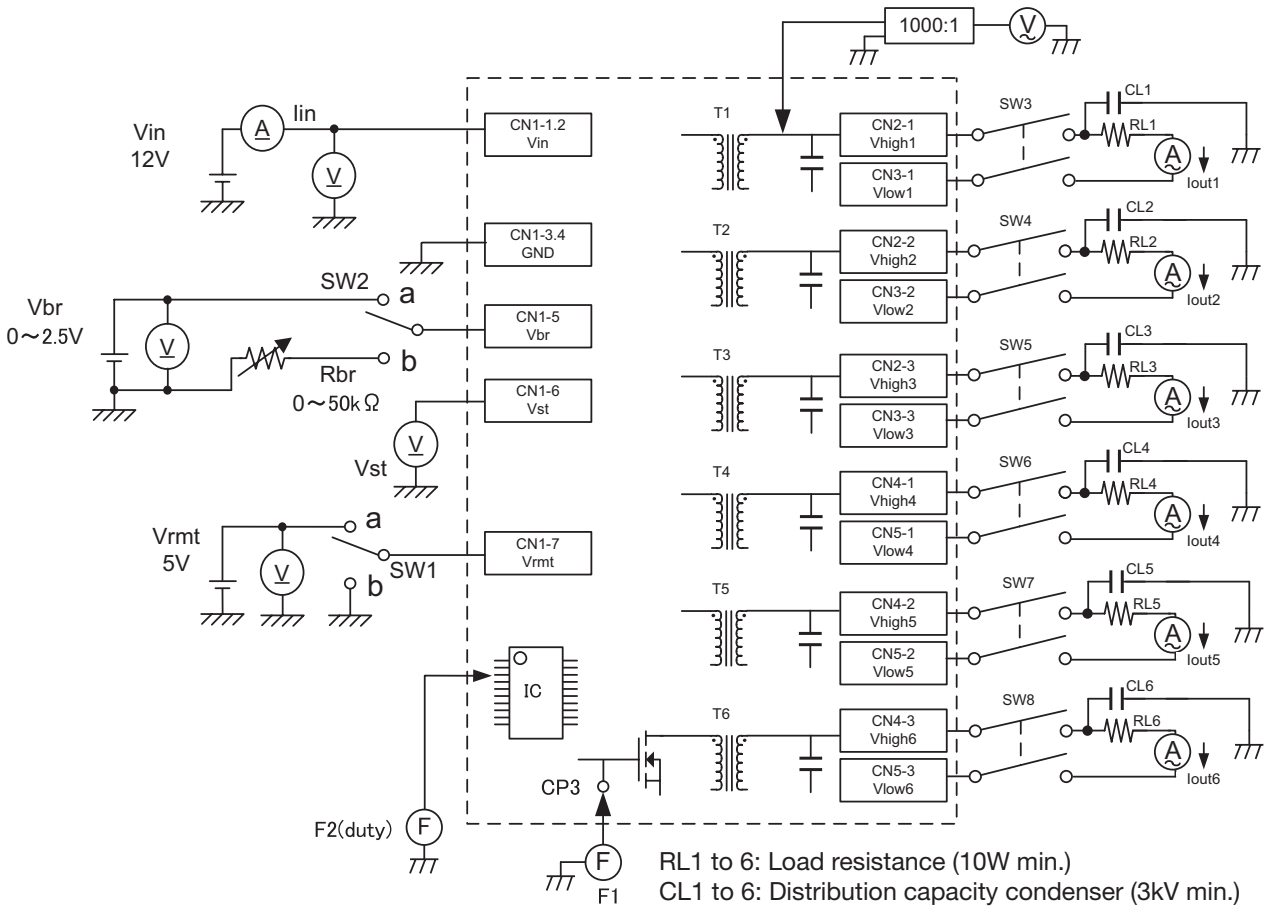 1000:1
V
Vin
12V
A
Iin
V
CN1-1.2
Vin
CN1-3.4
GND
Vbr
0～2.5V
V
SW2
a
b
Rbr
0～50kΩ
CN1-5
Vbr
CN1-6
Vst
V
Vst
Vrmt
5V
V
a
b
SW1
CN1-7
Vrmt
IC
F2(duty)
F
CP3
F
F1
T1
CN2-1
Vhigh1
CN3-1
Vlow1
SW3
CL1
RL1
A
Iout1
T2
CN2-2
Vhigh2
CN3-2
Vlow2
SW4
CL2
RL2
A
Iout2
T3
CN2-3
Vhigh3
CN3-3
Vlow3
SW5
CL3
RL3
A
Iout3
T4
CN4-1
Vhigh4
CN5-1
Vlow4
SW6
CL4
RL4
A
Iout4
T5
CN4-2
Vhigh5
CN5-2
Vlow5
SW7
CL5
RL5
A
Iout5
T6
CN4-3
Vhigh6
CN5-3
Vlow6
SW8
CL6
RL6
A
Iout6
RL1 to 6: Load resistance (10W min.)
CL1 to 6: Distribution capacity condenser (3kV min.)